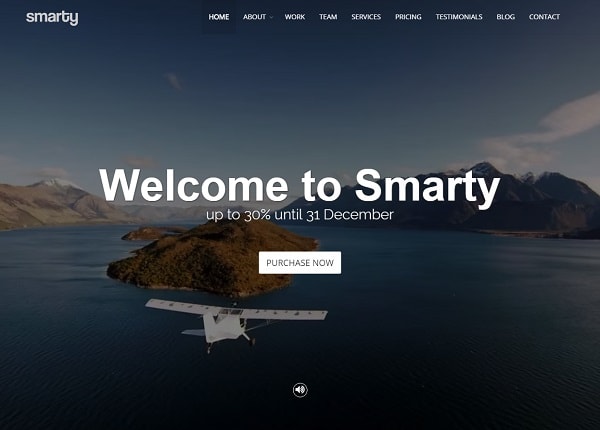 smarty
HOME ABOUT WORK TEAM SERVICES PRICING TESTIMONIALS BLOG CONTACT
Welcome to Smarty
up to 30% until 31 December
PURCHASE NOW